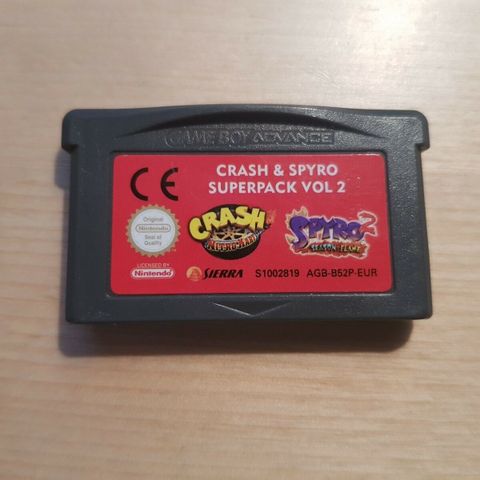 GAME BOY ADVANCE
CRASH & SPYRO
SUPERPACK VOL 2
CE
Original
Nintendo
Seal of
Quality
CRASH
NITRO KART
SPYRO 2
SEASON OF FLAME
LICENSED BY
Nintendo
SIERRA
S1002819
AGB-B52P-EUR